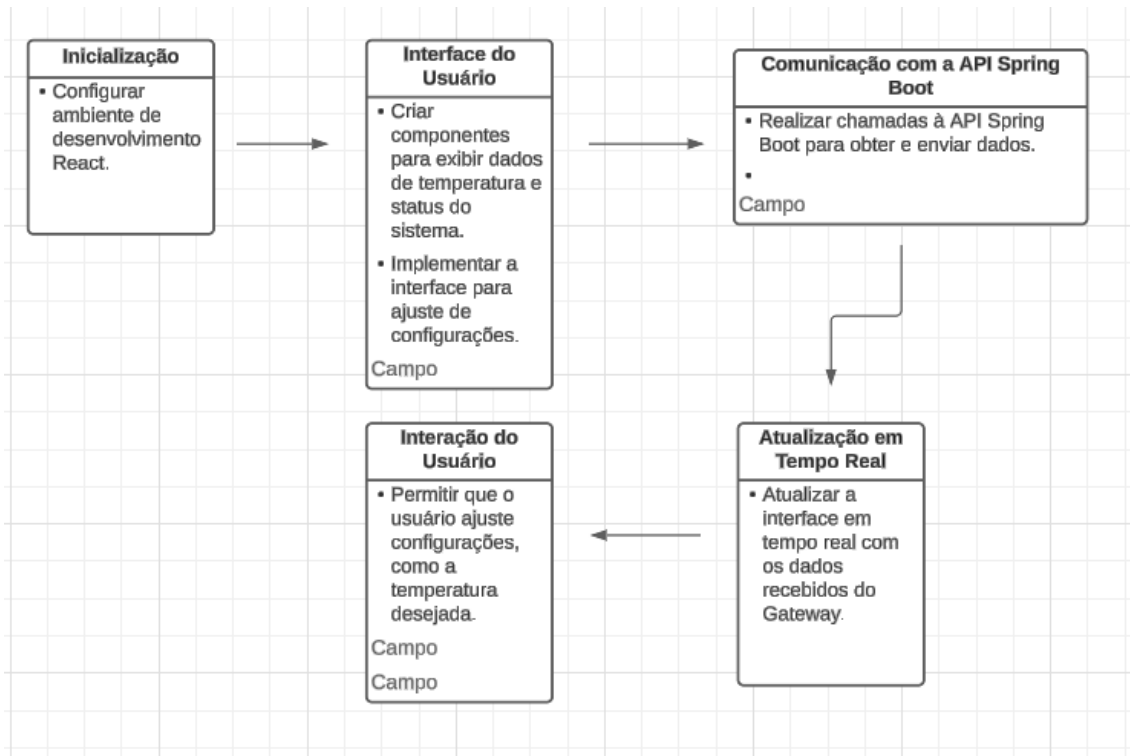 Inicialização
• Configurar
ambiente de
desenvolvimento
React.
Interface do
Usuário
• Criar
componentes
para exibir dados
de temperatura e
status do
sistema.
• Implementar a
interface para
ajuste de
configurações.
Campo
Comunicação com a API Spring
Boot
• Realizar chamadas à API Spring
Boot para obter e enviar dados.
•
Campo
Atualização em
Tempo Real
• Atualizar a
interface em
tempo real com
os dados
recebidos do
Gateway.
Interação do
Usuário
• Permitir que o
usuário ajuste
configurações,
como a
temperatura
desejada.
Campo
Campo